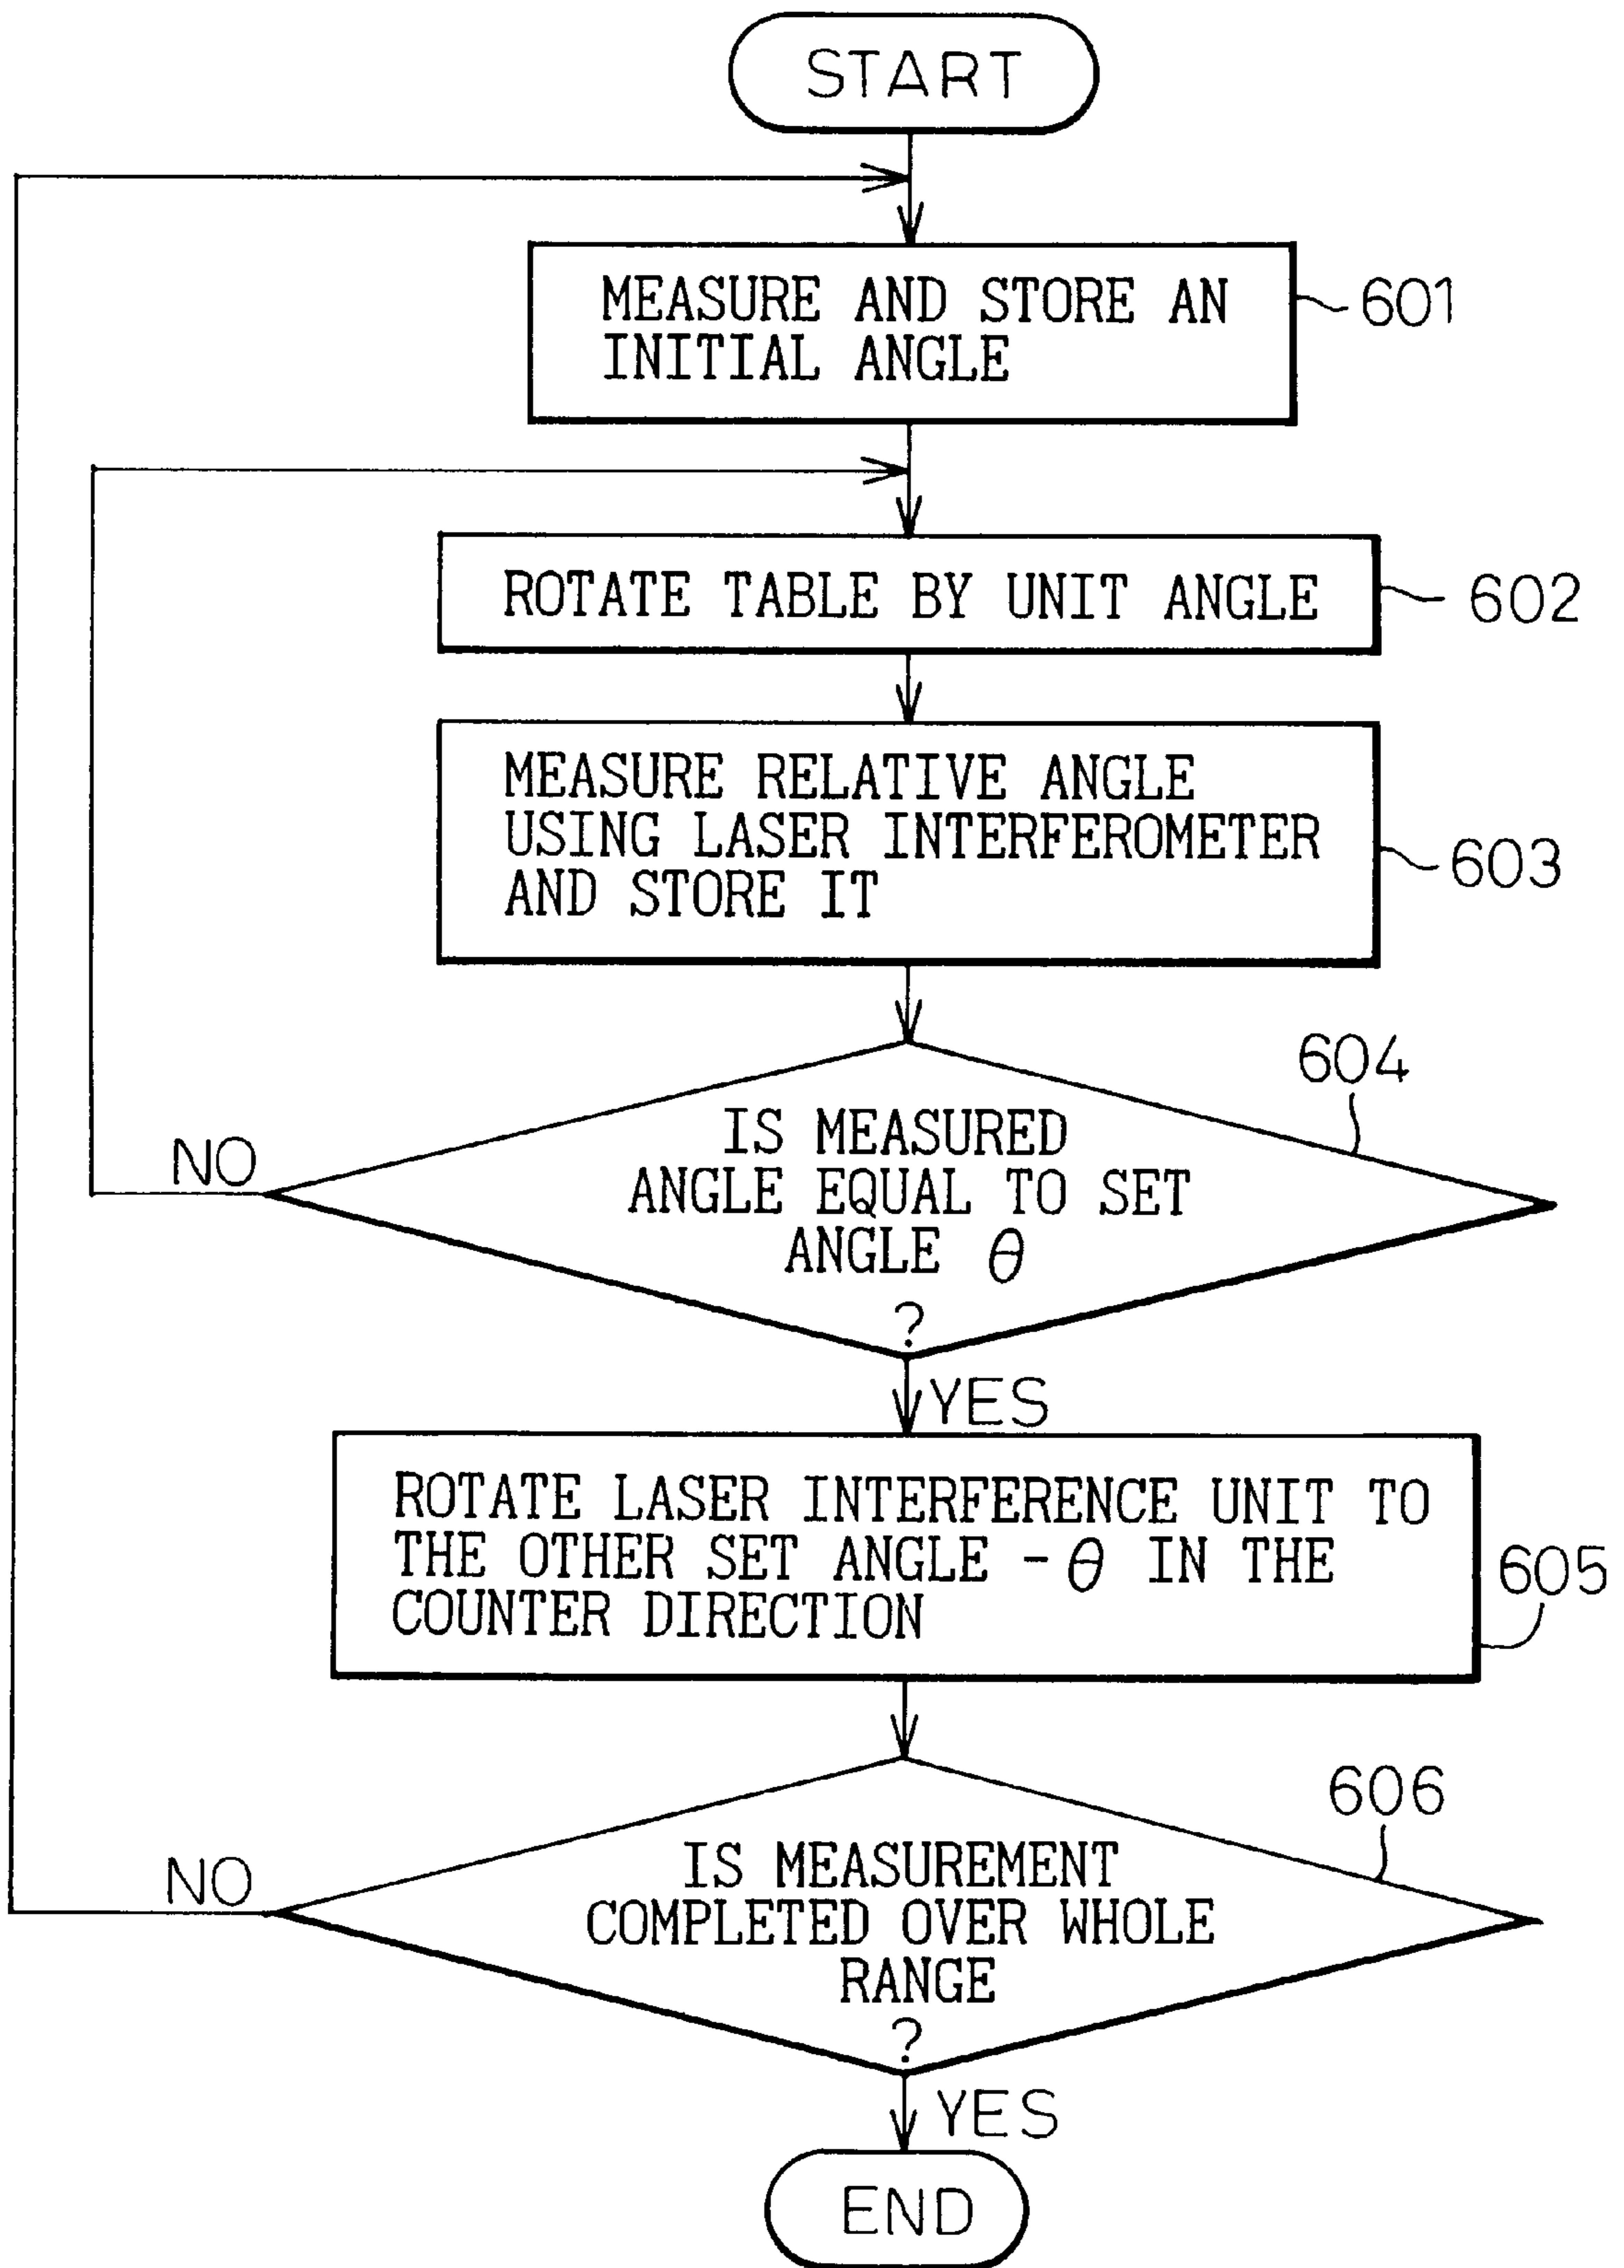 START
MEASURE AND STORE AN
INITIAL ANGLE
601
ROTATE TABLE BY UNIT ANGLE
602
MEASURE RELATIVE ANGLE
USING LASER INTERFEROMETER
AND STORE IT
603
604
IS MEASURED
ANGLE EQUAL TO SET
ANGLE θ
?
NO
YES
ROTATE LASER INTERFERENCE UNIT TO
THE OTHER SET ANGLE -θ IN THE
COUNTER DIRECTION
605
606
IS MEASUREMENT
COMPLETED OVER WHOLE
RANGE
?
NO
YES
END